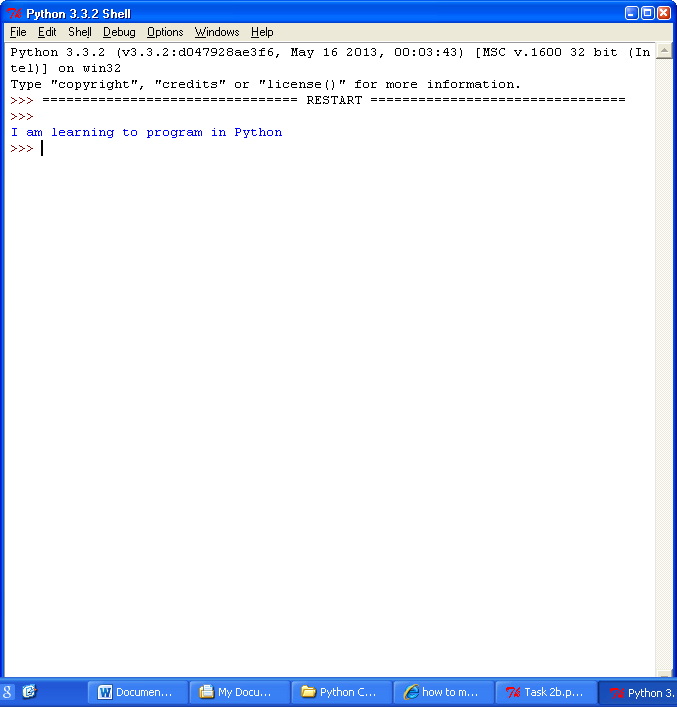 Python 3.3.2 Shell
File Edit Shell Debug Options Windows Help
Python 3.3.2 (v3.3.2:d047928ae3f6, May 16 2013, 00:03:43) [MSC v.1600 32 bit (In
tel)] on win32
Type "copyright", "credits" or "license()" for more information.
>>> ================================ RESTART ================================
>>>
I am learning to program in Python
>>>
Documen... My Docu... Python C... how to m... Task 2b.p... Python 3.